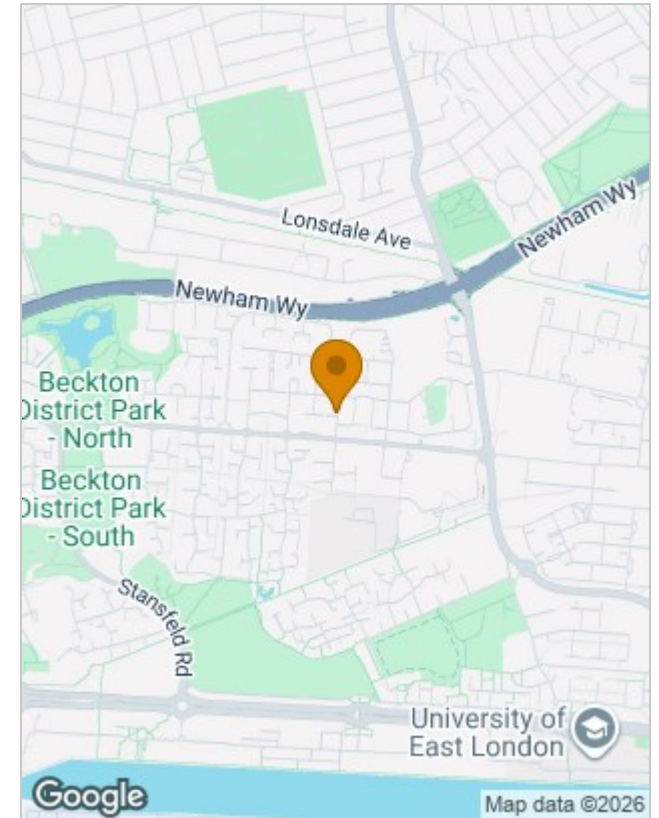 Lonsdale Ave
Newham Wy
Newham Wy
Beckton
District Park
- North
Beckton
District Park
- South
Stansfeld Rd
University of
East London
Google
Map data ©2026